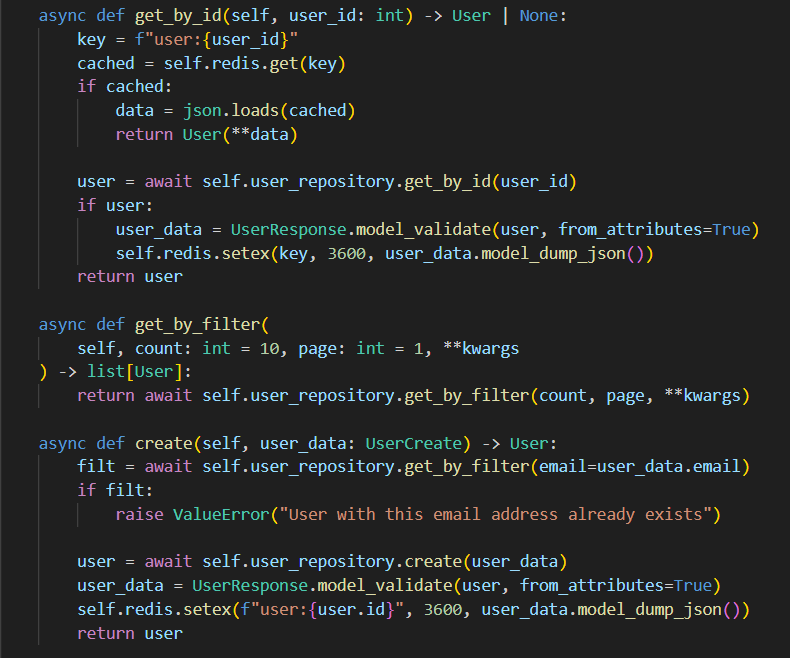 async def get_by_id(self, user_id: int) -> User | None:
    key = f"user:{user_id}"
    cached = self.redis.get(key)
    if cached:
        data = json.loads(cached)
        return User(**data)

    user = await self.user_repository.get_by_id(user_id)
    if user:
        user_data = UserResponse.model_validate(user, from_attributes=True)
        self.redis.setex(key, 3600, user_data.model_dump_json())
    return user

async def get_by_filter(
    self, count: int = 10, page: int = 1, **kwargs
) -> list[User]:
    return await self.user_repository.get_by_filter(count, page, **kwargs)

async def create(self, user_data: UserCreate) -> User:
    filt = await self.user_repository.get_by_filter(email=user_data.email)
    if filt:
        raise ValueError("User with this email address already exists")

    user = await self.user_repository.create(user_data)
    user_data = UserResponse.model_validate(user, from_attributes=True)
    self.redis.setex(f"user:{user.id}", 3600, user_data.model_dump_json())
    return user